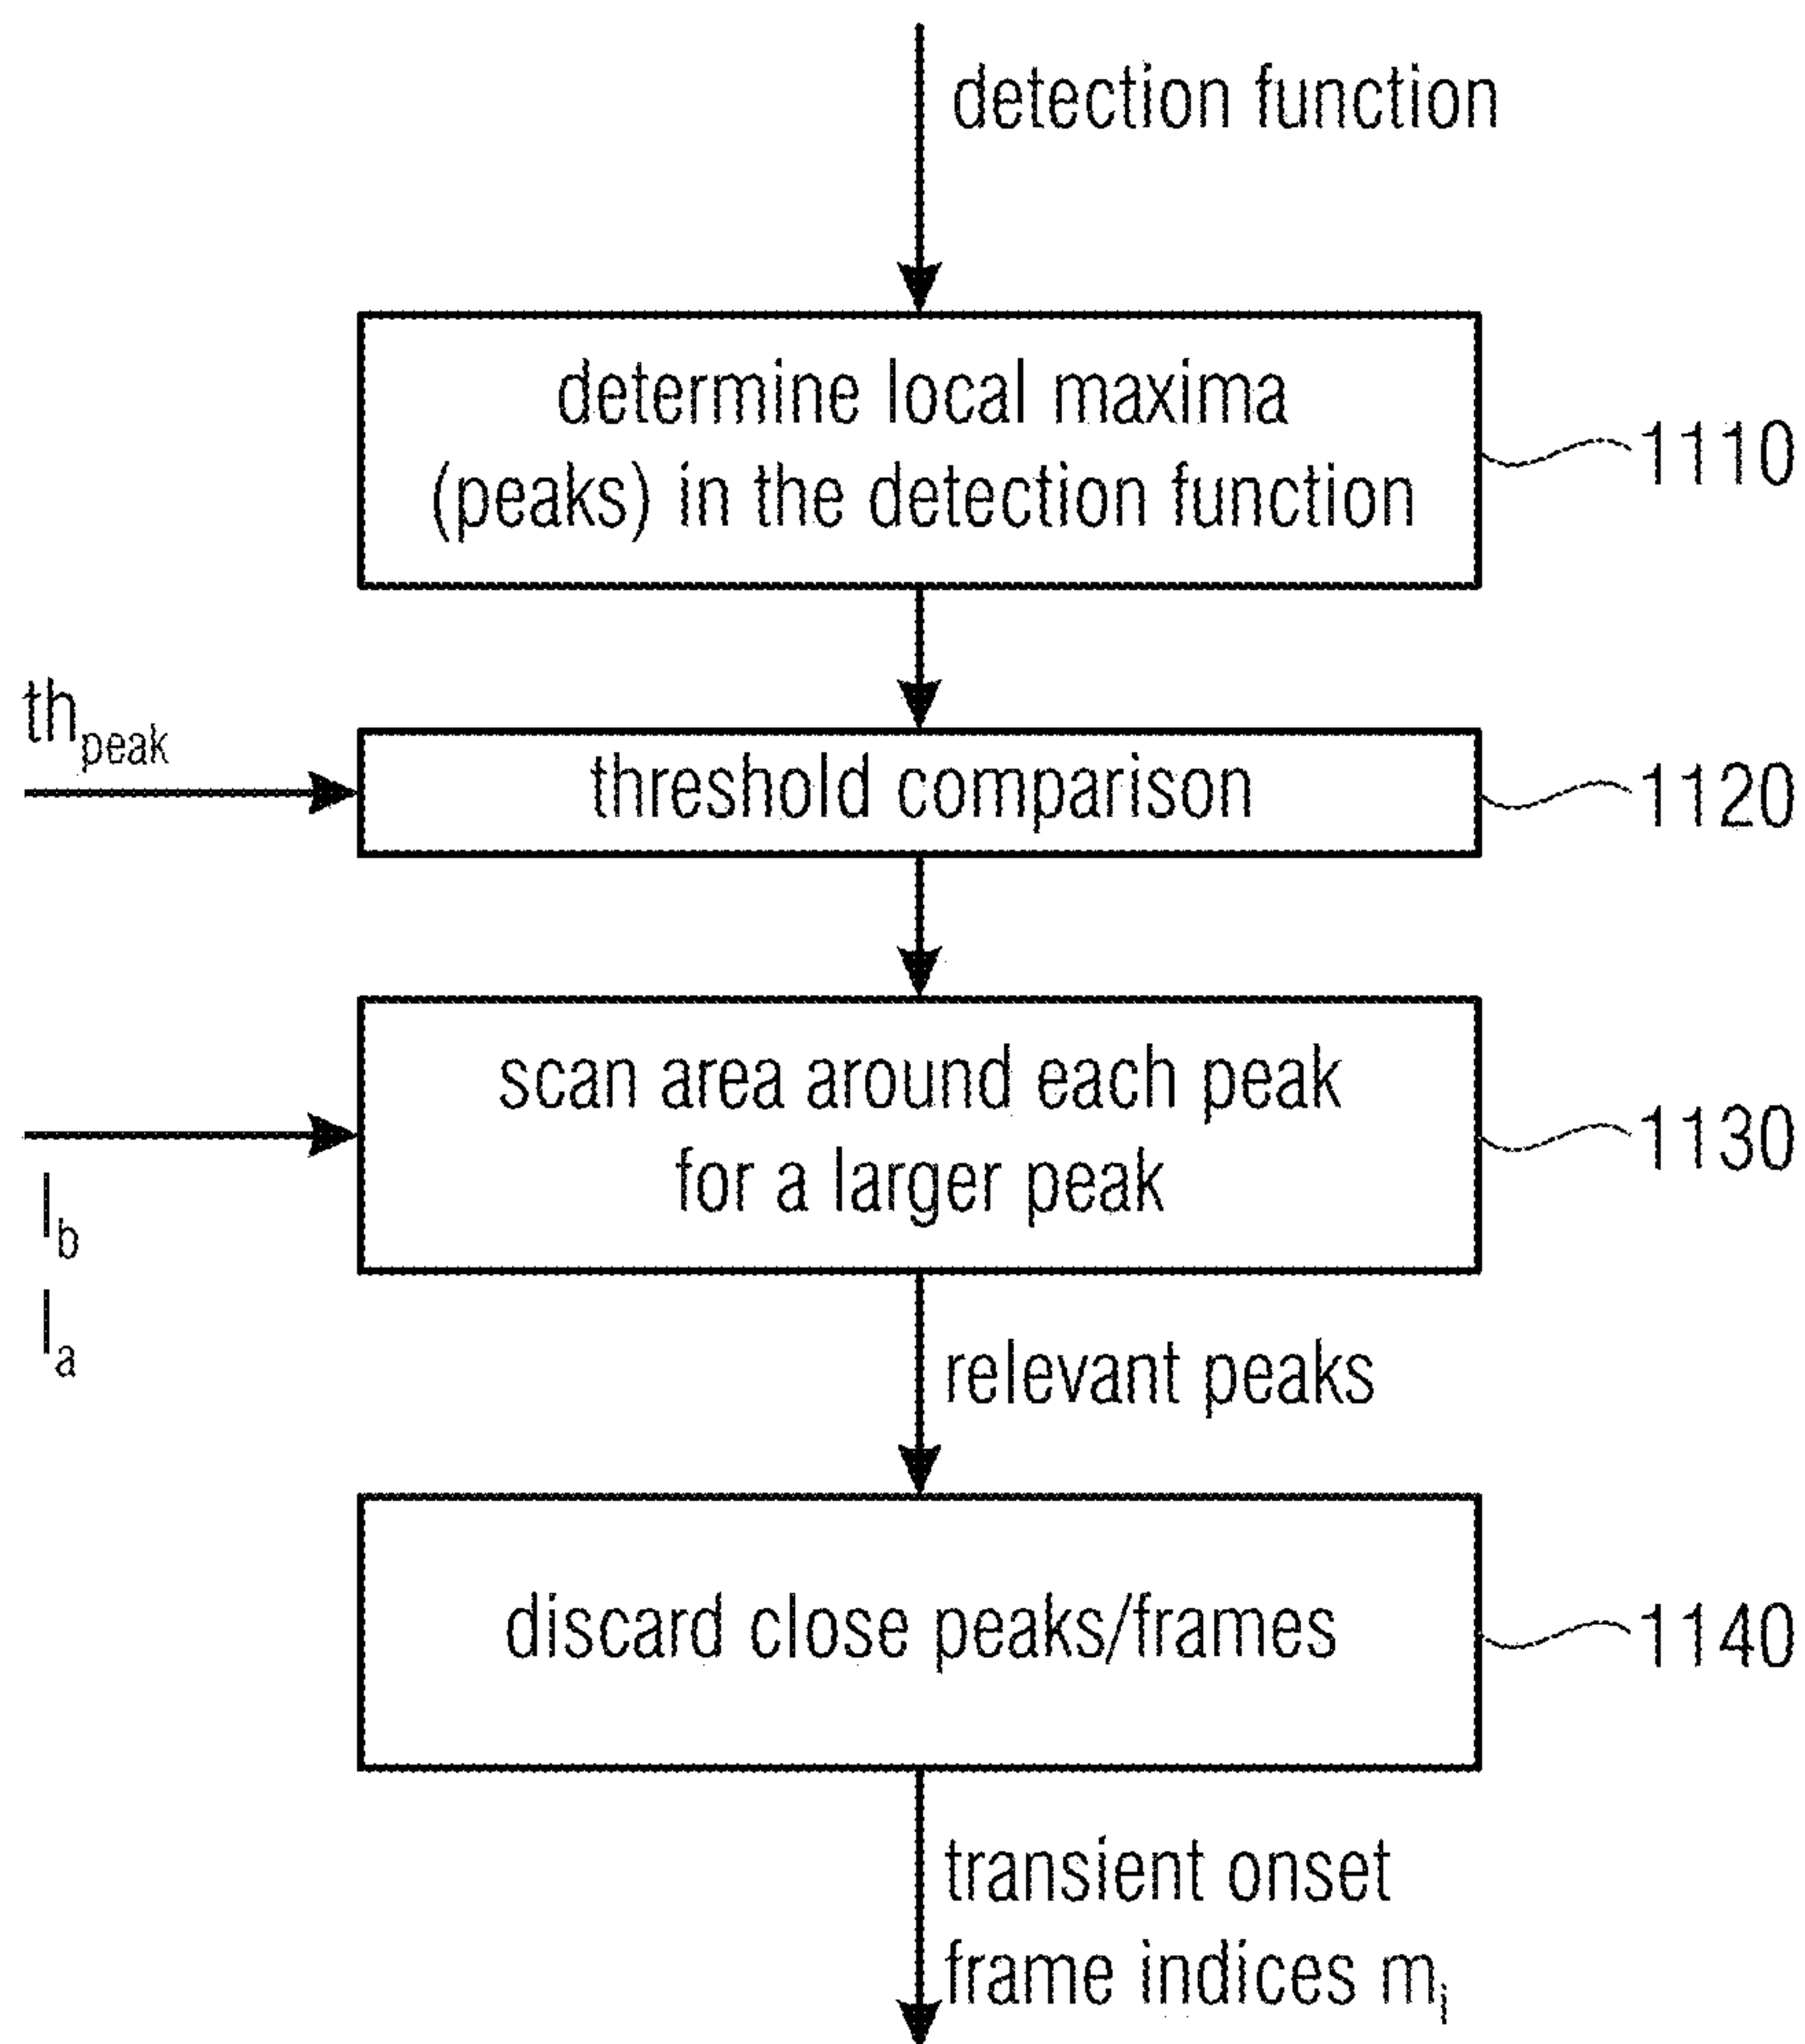 detection function
determine local maxima
(peaks) in the detection function
1110
th_peak
threshold comparison
1120
scan area around each peak
for a larger peak
1130
l_b
l_a
relevant peaks
discard close peaks/frames
1140
transient onset
frame indices m_i